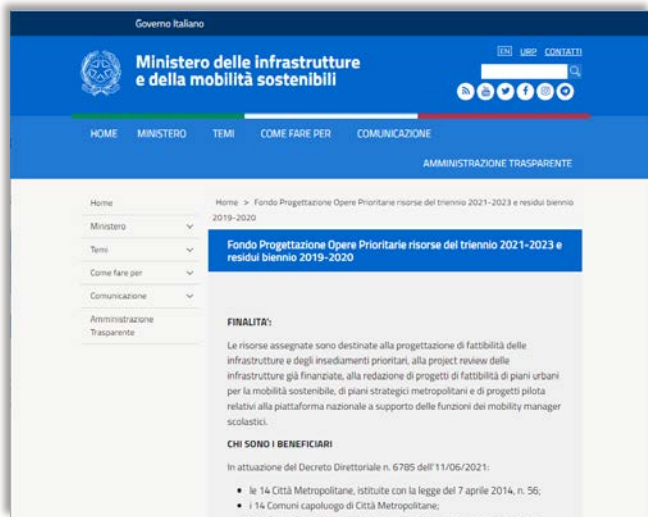 Governo Italiano
Ministero delle infrastrutture
e della mobilità sostenibili
EN URP CONTATTI
HOME MINISTERO TEMI COME FARE PER COMUNICAZIONE
AMMINISTRAZIONE TRASPARENTE
Home
Ministero
Temi
Come fare per
Comunicazione
Amministrazione
Trasparente
Home > Fondo Progettazione Opere Prioritarie risorse del triennio 2021-2023 e residui biennio
2019-2020
Fondo Progettazione Opere Prioritarie risorse del triennio 2021-2023 e
residui biennio 2019-2020
FINALITA':
Le risorse assegnate sono destinate alla progettazione di fattibilità delle
infrastrutture e degli insediamenti prioritari, alla project review delle
infrastrutture già finanziate, alla redazione di progetti di fattibilità di piani urbani
per la mobilità sostenibile, di piani strategici metropolitani e di progetti pilota
relativi alla piattaforma nazionale a supporto delle funzioni dei mobility manager
scolastici.
CHI SONO I BENEFICIARI
In attuazione del Decreto Direttoriale n. 6785 dell'11/06/2021:
• le 14 Città Metropolitane, istituite con la legge del 7 aprile 2014, n. 56;
• i 14 Comuni capoluogo di Città Metropolitane;